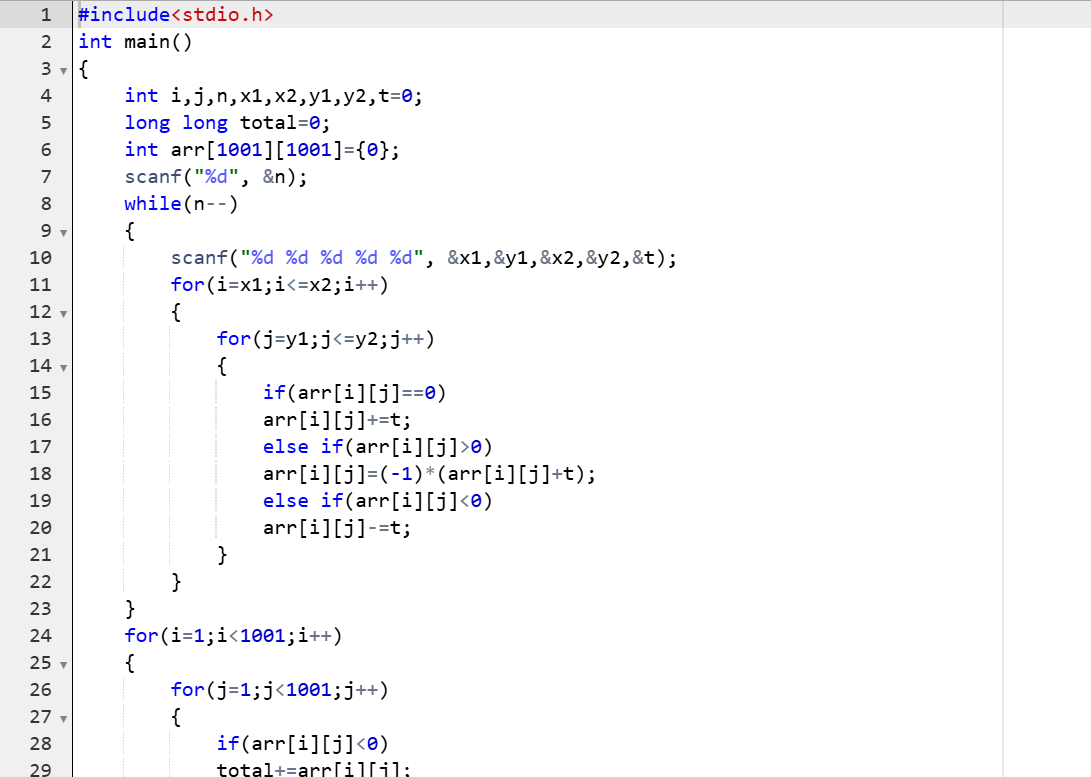 1 #include<stdio.h>
2 int main()
3 {
4 int i,j,n,x1,x2,y1,y2,t=0;
5 long long total=0;
6 int arr[1001][1001]={0};
7 scanf("%d", &n);
8 while(n--)
9 {
10 scanf("%d %d %d %d %d", &x1,&y1,&x2,&y2,&t);
11 for(i=x1;i<=x2;i++)
12 {
13 for(j=y1;j<=y2;j++)
14 {
15 if(arr[i][j]==0)
16 arr[i][j]+=t;
17 else if(arr[i][j]>0)
18 arr[i][j]=(-1)*(arr[i][j]+t);
19 else if(arr[i][j]<0)
20 arr[i][j]-=t;
21 }
22 }
23 }
24 for(i=1;i<1001;i++)
25 {
26 for(j=1;j<1001;j++)
27 {
28 if(arr[i][j]<0)
29 total+=arr[i][j];